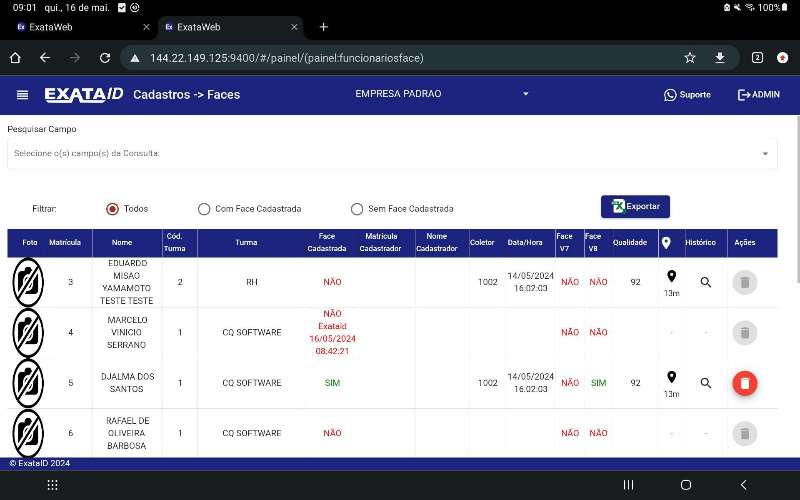 09:01 qui., 16 de mai.
100%
ExataWeb
ExataWeb
144.22.149.125:9400/#/painel/(painel:funcionariosface)
2
EXATA ID Cadastros -> Faces EMPRESA PADRAO Suporte ADMIN
Pesquisar Campo
Selecione o(s) campo(s) da Consulta:
Filtrar: Todos Com Face Cadastrada Sem Face Cadastrada Exportar
Foto Matrícula Nome Cód. Turma Turma Face Cadastrada Matrícula Cadastrador Nome Cadastrador Coletor Data/Hora Face V7 Face V8 Qualidade Histórico Ações
3 EDUARDO MISAO YAMAMOTO TESTE TESTE 2 RH NÃO 1002 14/05/2024 16:02:03 NÃO NÃO 92 13m
4 MARCELO VINICIO SERRANO 1 CQ SOFTWARE NÃO Exataid 16/05/2024 08:42:21 NÃO NÃO - -
5 DJALMA DOS SANTOS 1 CQ SOFTWARE SIM 1002 14/05/2024 16:02:03 NÃO SIM 92 13m
6 RAFAEL DE OLIVEIRA BARBOSA 1 CQ SOFTWARE NÃO NÃO NÃO - -
© ExataID 2024